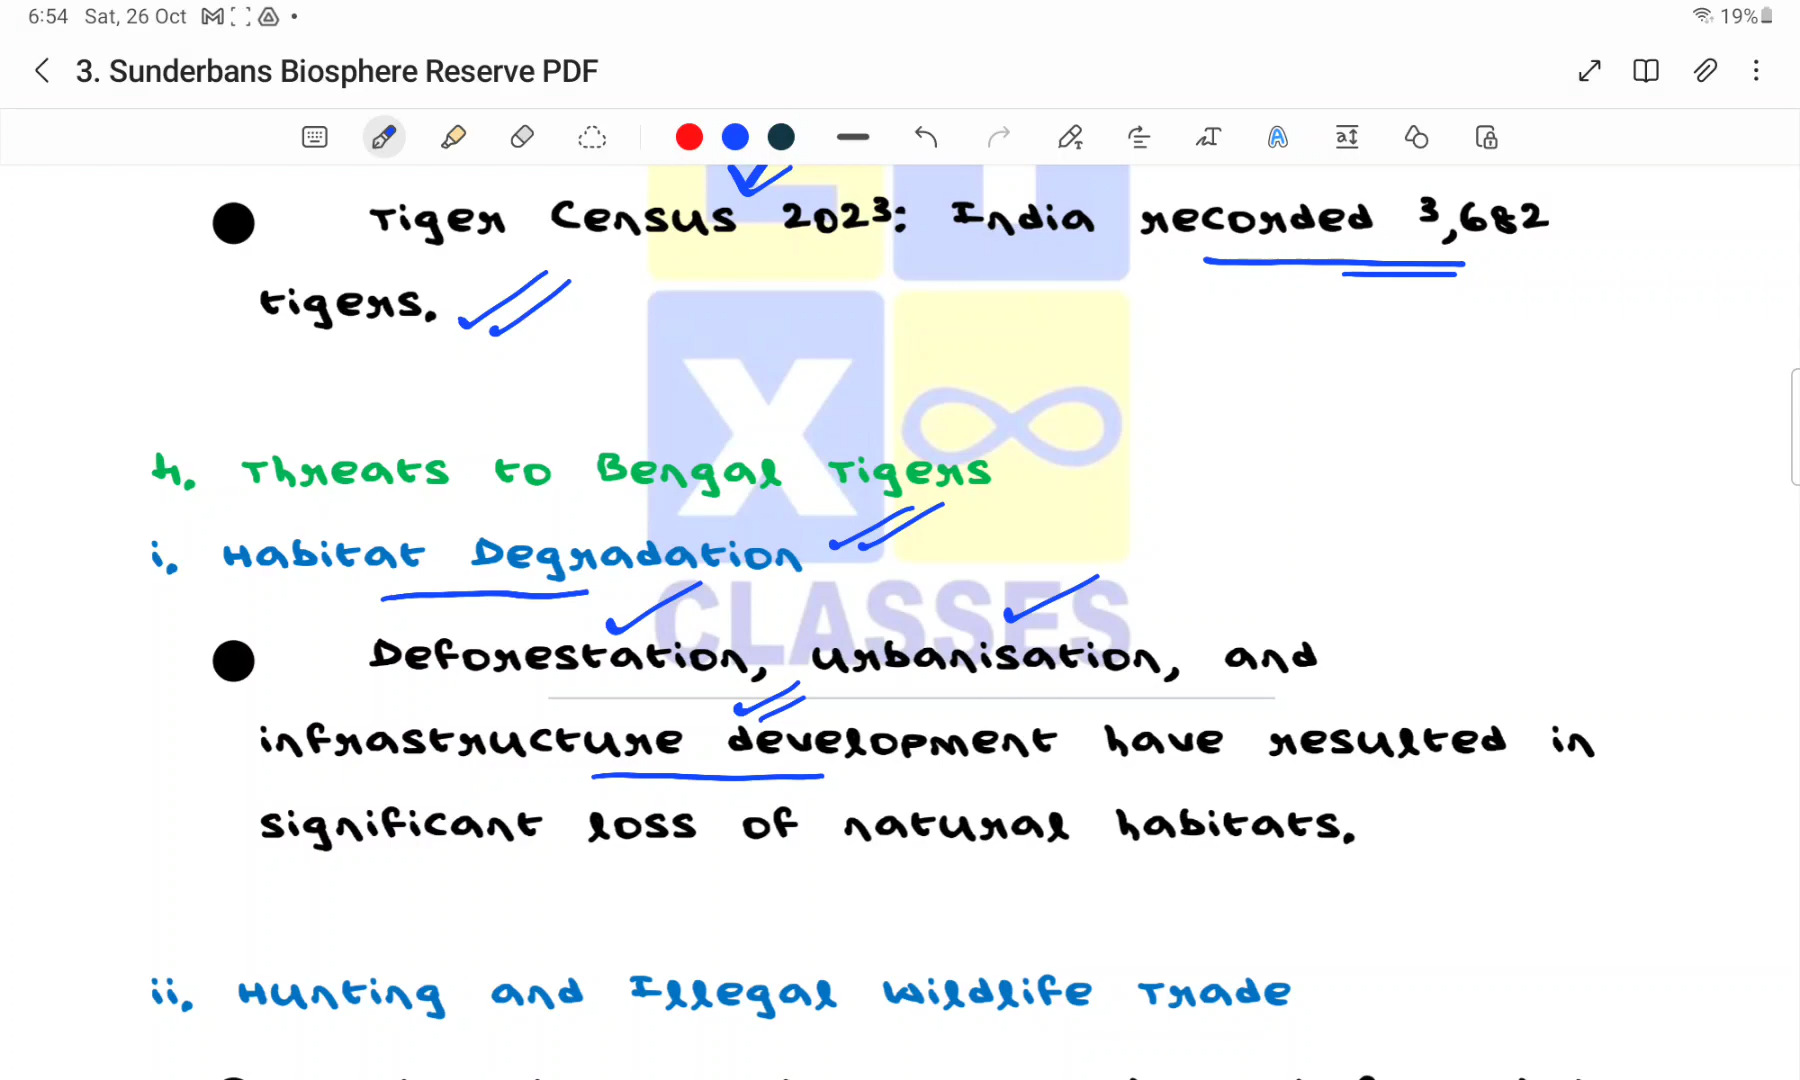 6:54 Sat, 26 Oct
19%
3. Sunderbans Biosphere Reserve PDF
Tiger Census 2023: India recorded 3,682
tigers.
X
4. Threats to Bengal Tigers
i. Habitat Degradation
CLASSES
Deforestation, urbanisation, and
infrastructure development have resulted in
significant loss of natural habitats.
ii. Hunting and Illegal Wildlife Trade